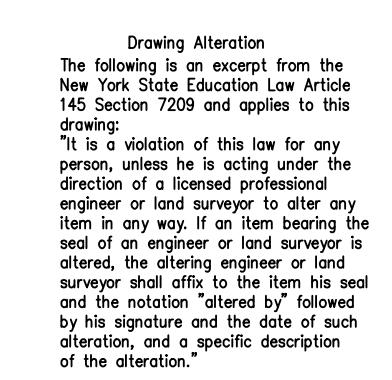 Drawing Alteration
The following is an excerpt from the
New York State Education Law Article
145 Section 7209 and applies to this
drawing:
"It is a violation of this law for any
person, unless he is acting under the
direction of a licensed professional
engineer or land surveyor to alter any
item in any way. If an item bearing the
seal of an engineer or land surveyor is
altered, the altering engineer or land
surveyor shall affix to the item his seal
and the notation "altered by" followed
by his signature and the date of such
alteration, and a specific description
of the alteration."